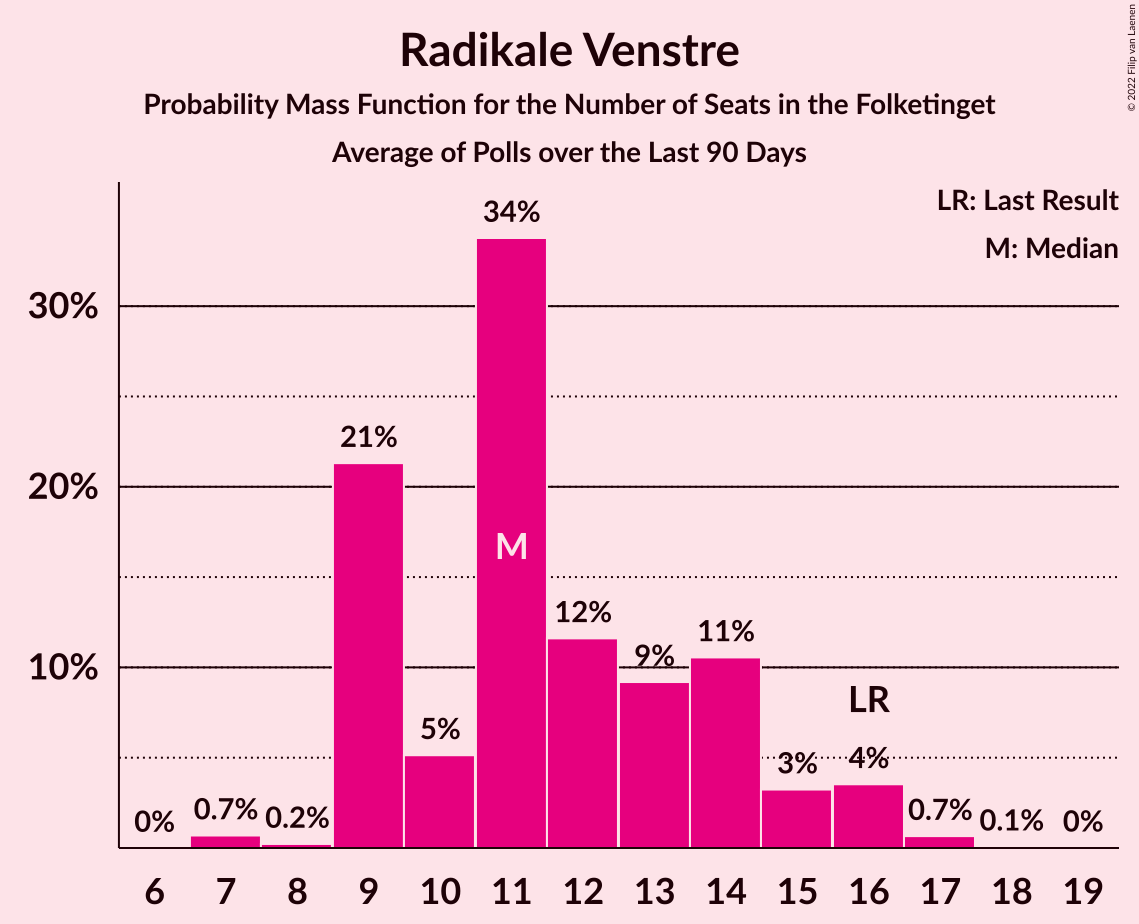 Radikale Venstre
Probability Mass Function for the Number of Seats in the Folketinget
Average of Polls over the Last 90 Days
© 2022 Filip van Laenen
LR: Last Result
M: Median
34%
30%
21%
20%
M
12%
11%
9%
10%
LR
5%
3%
4%
0%
0.7%
0.2%
0.7%
0.1%
0%
6 7 8 9 10 11 12 13 14 15 16 17 18 19